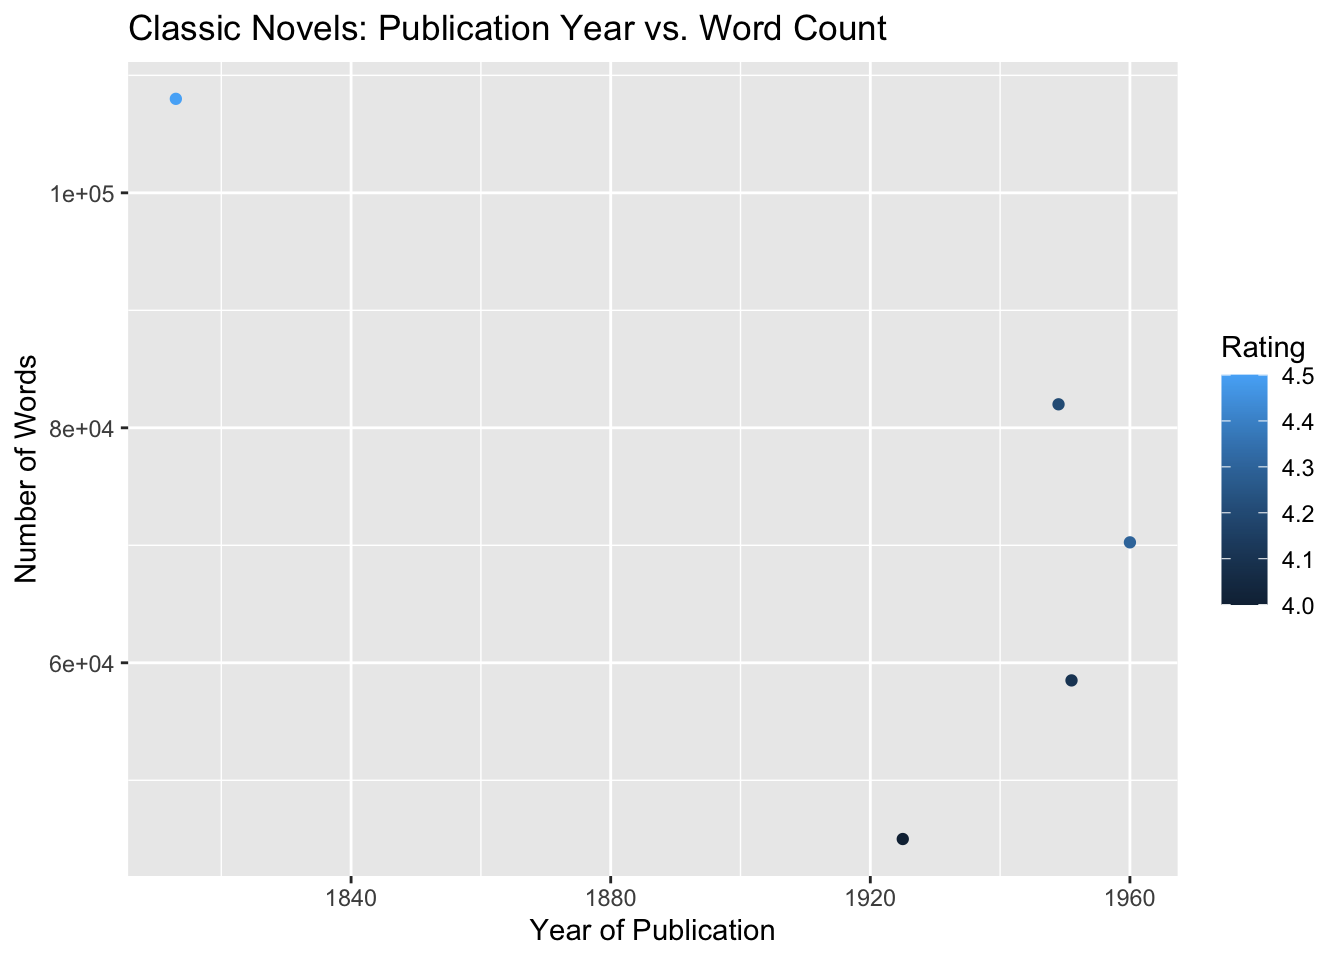 Classic Novels: Publication Year vs. Word Count
Number of Words
1e+05
8e+04
6e+04
1840
1880
1920
1960
Year of Publication
Rating
4.5
4.4
4.3
4.2
4.1
4.0